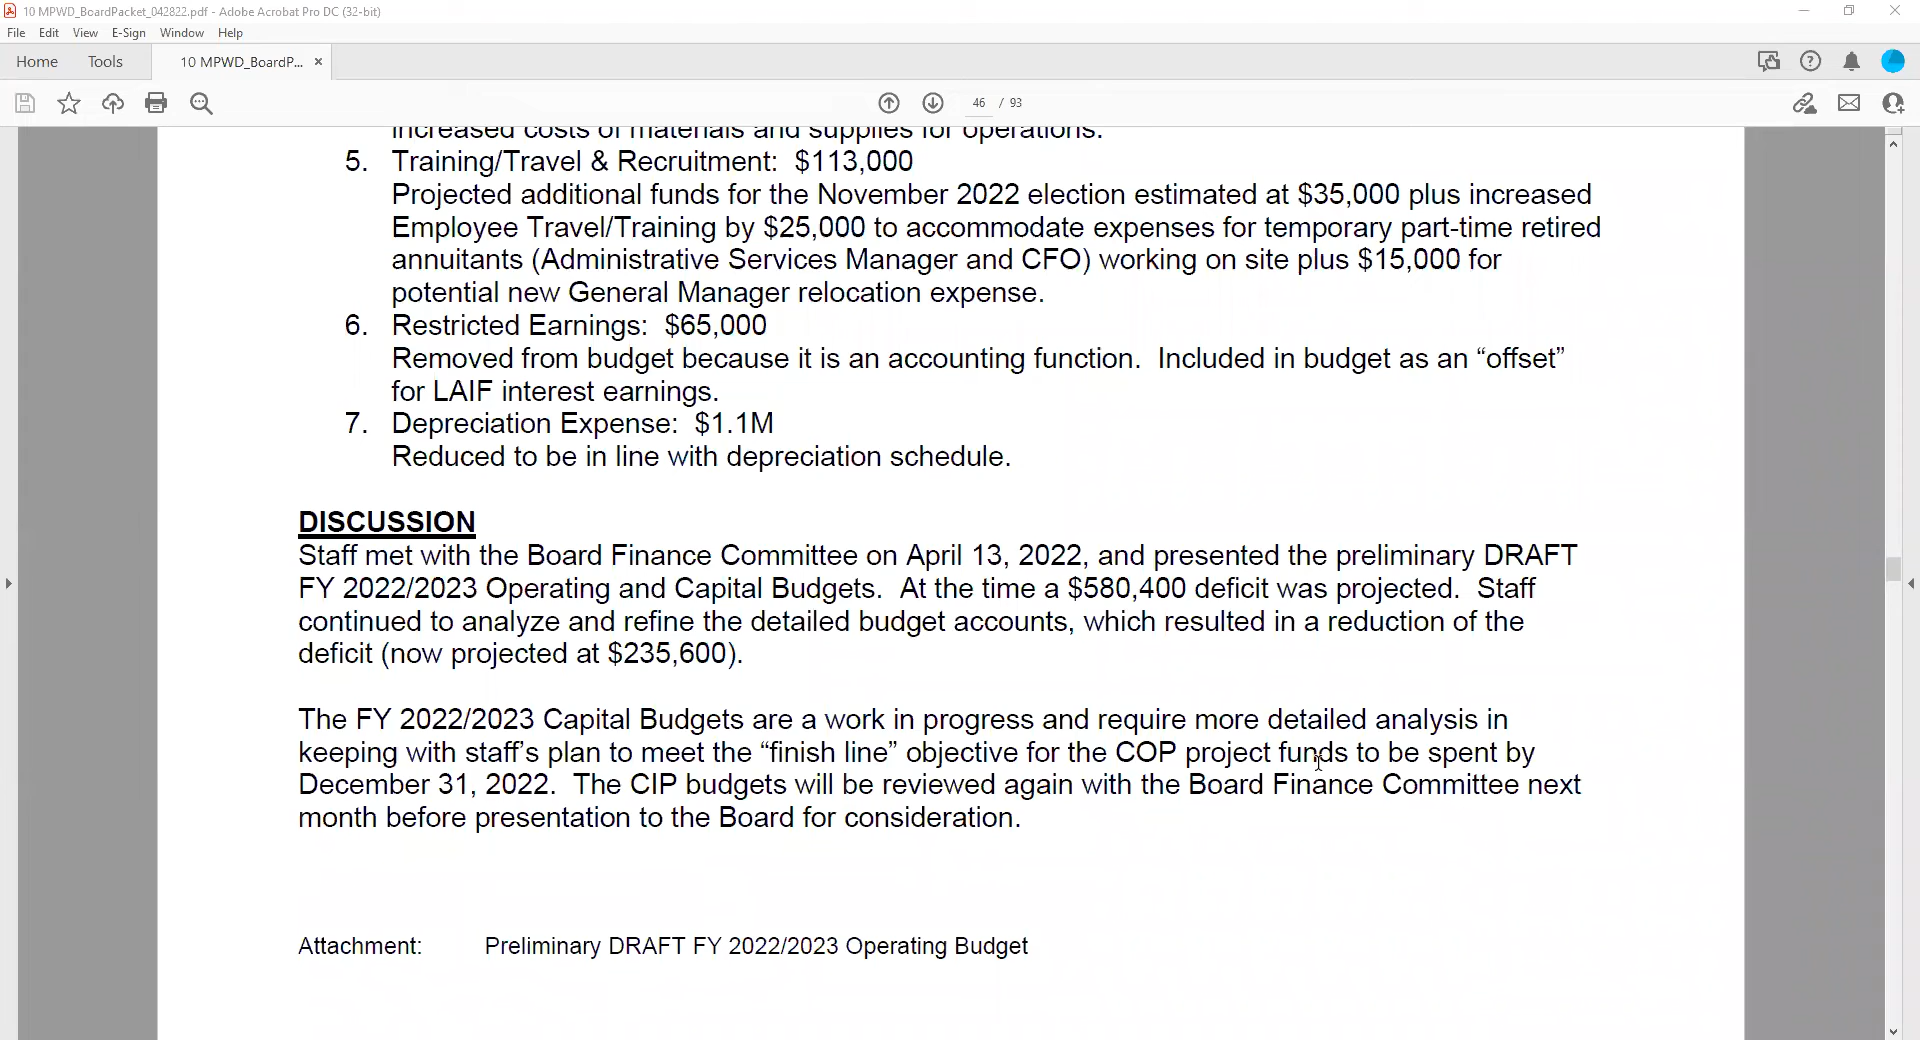 10 MPWD_BoardPacket_042822.pdf - Adobe Acrobat Pro DC (32-bit)
File Edit View E-Sign Window Help
Home Tools 10 MPWD_BoardP... ×
46 / 93
increased costs of materials and supplies for operations.
5. Training/Travel & Recruitment: $113,000
Projected additional funds for the November 2022 election estimated at $35,000 plus increased
Employee Travel/Training by $25,000 to accommodate expenses for temporary part-time retired
annuitants (Administrative Services Manager and CFO) working on site plus $15,000 for
potential new General Manager relocation expense.
6. Restricted Earnings: $65,000
Removed from budget because it is an accounting function. Included in budget as an “offset”
for LAIF interest earnings.
7. Depreciation Expense: $1.1M
Reduced to be in line with depreciation schedule.
DISCUSSION
Staff met with the Board Finance Committee on April 13, 2022, and presented the preliminary DRAFT
FY 2022/2023 Operating and Capital Budgets. At the time a $580,400 deficit was projected. Staff
continued to analyze and refine the detailed budget accounts, which resulted in a reduction of the
deficit (now projected at $235,600).
The FY 2022/2023 Capital Budgets are a work in progress and require more detailed analysis in
keeping with staff’s plan to meet the “finish line” objective for the COP project funds to be spent by
December 31, 2022. The CIP budgets will be reviewed again with the Board Finance Committee next
month before presentation to the Board for consideration.
Attachment: Preliminary DRAFT FY 2022/2023 Operating Budget